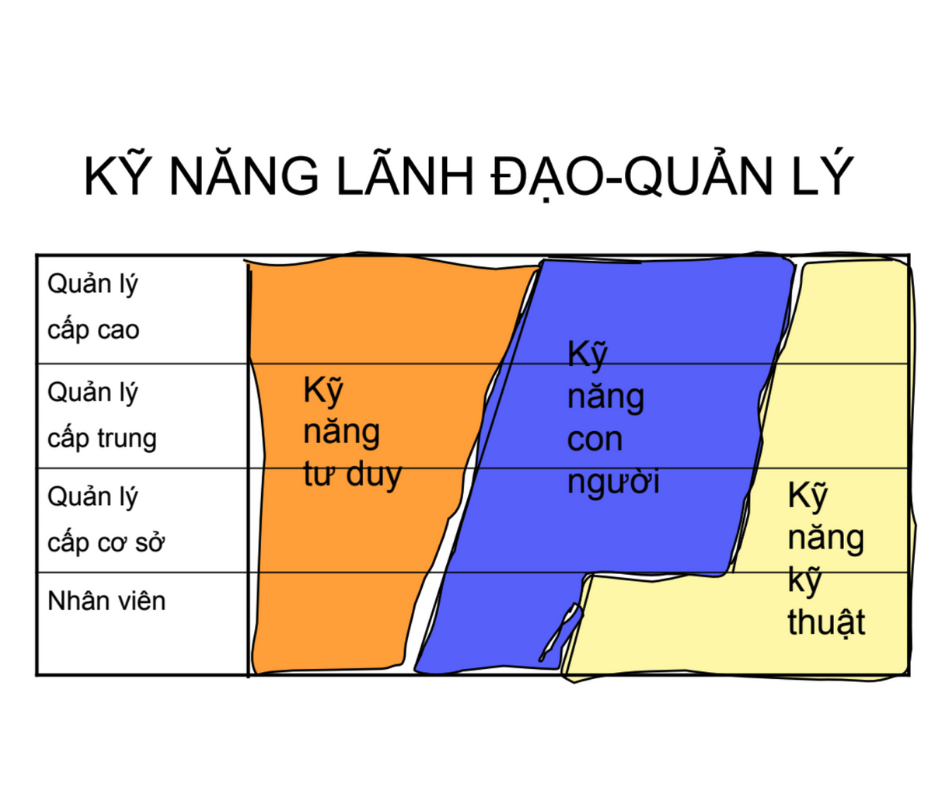 KỸ NĂNG LÃNH ĐẠO-QUẢN LÝ
Quản lý
cấp cao
Quản lý
cấp trung
Quản lý
cấp cơ sở
Nhân viên
Kỹ
năng
tư duy
Kỹ
năng
con
người
Kỹ
năng
kỹ
thuật